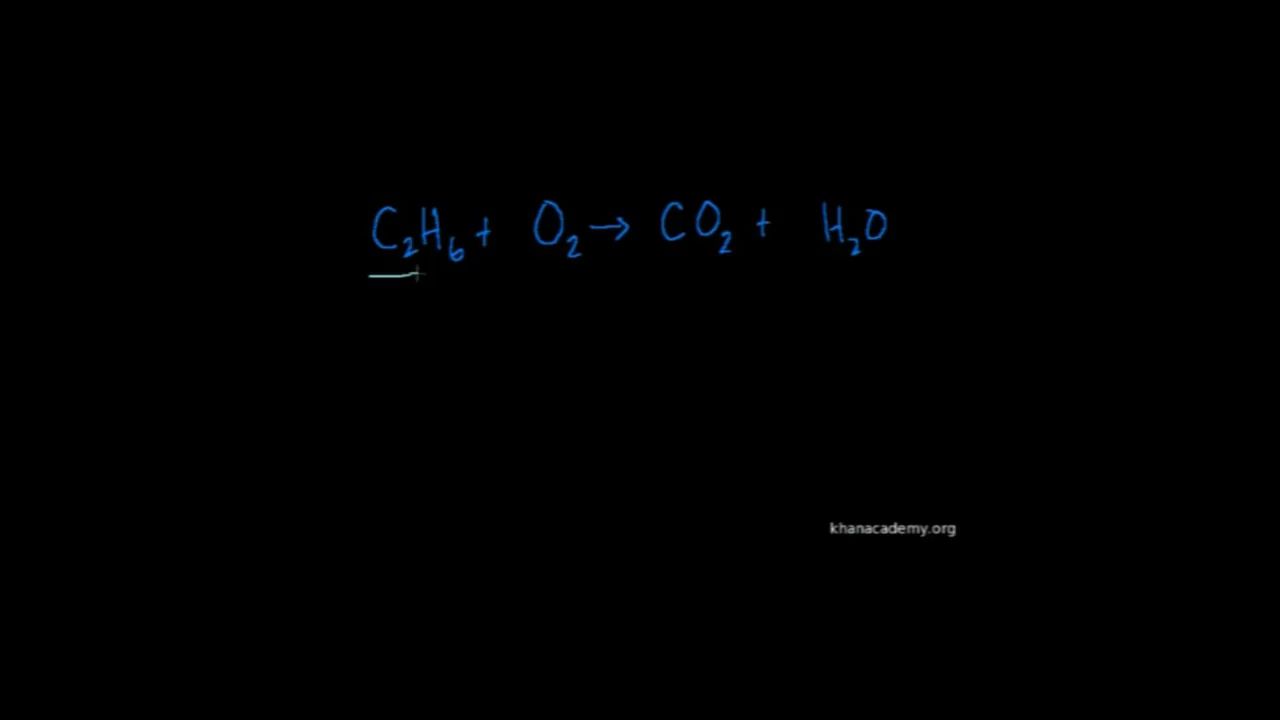 C₂H₆ + O₂ → CO₂ + H₂O
khanacademy.org